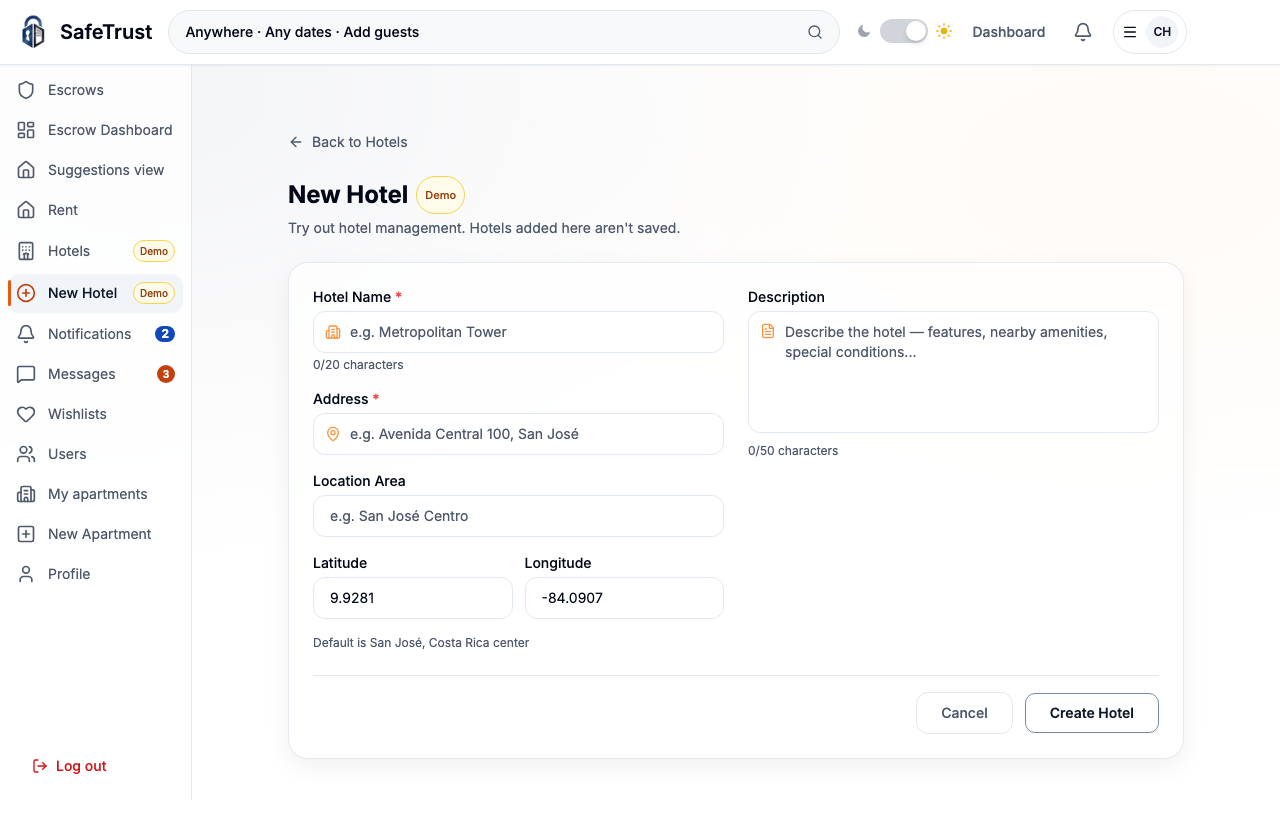 SafeTrust
Anywhere · Any dates · Add guests
Dashboard
CH
Escrows
Escrow Dashboard
Suggestions view
Rent
Hotels Demo
New Hotel Demo
Notifications 2
Messages 3
Wishlists
Users
My apartments
New Apartment
Profile
Log out
Back to Hotels
New Hotel Demo
Try out hotel management. Hotels added here aren't saved.
Hotel Name *
e.g. Metropolitan Tower
0/20 characters
Address *
e.g. Avenida Central 100, San José
Location Area
e.g. San José Centro
Latitude Longitude
9.9281 -84.0907
Default is San José, Costa Rica center
Description
Describe the hotel — features, nearby amenities,
special conditions...
0/50 characters
Cancel Create Hotel